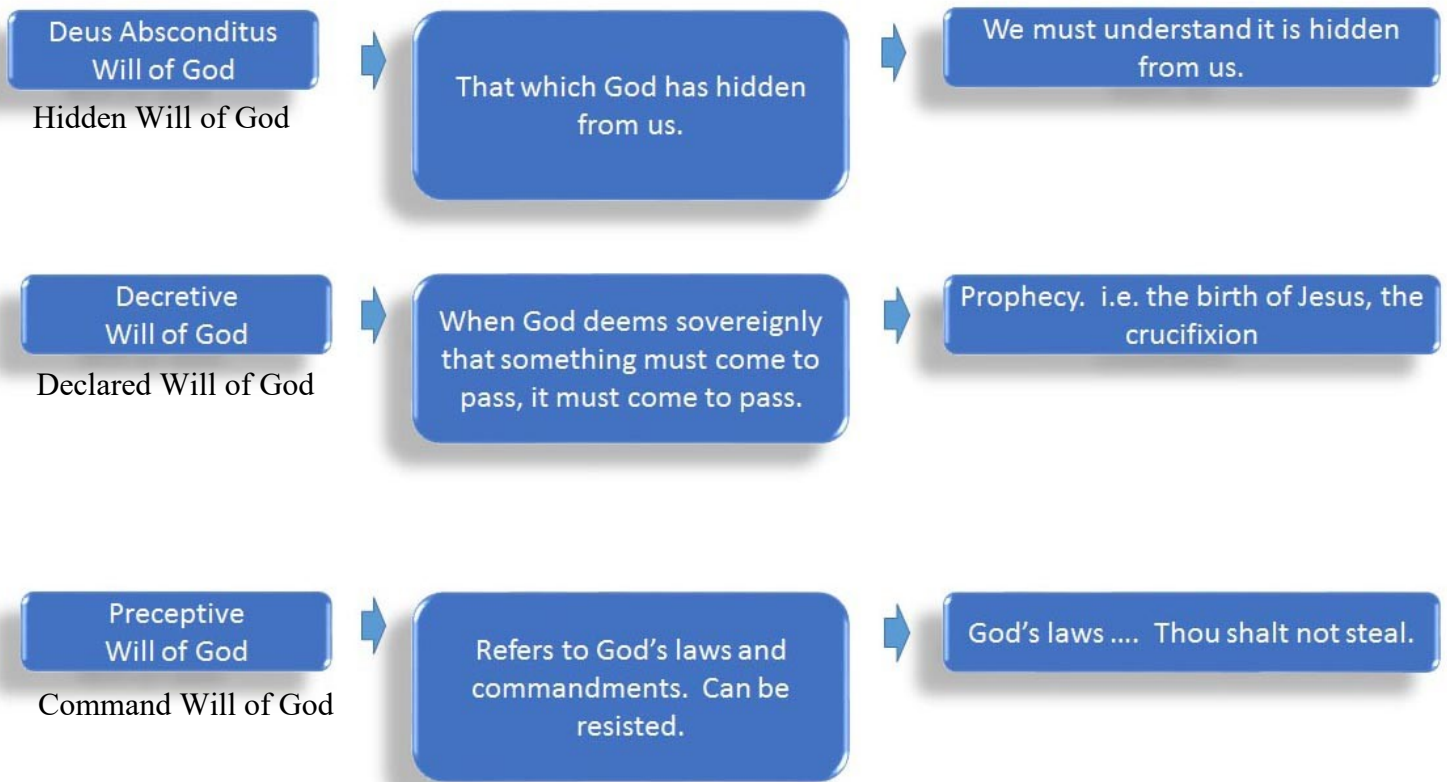 Deus Absconditus
Will of God
Hidden Will of God
That which God has hidden
from us.
We must understand it is hidden
from us.
Decretive
Will of God
Declared Will of God
When God deems sovereignly
that something must come to
pass, it must come to pass.
Prophecy.  i.e. the birth of Jesus, the
crucifixion
Preceptive
Will of God
Command Will of God
Refers to God’s laws and
commandments.  Can be
resisted.
God’s laws ....  Thou shalt not steal.